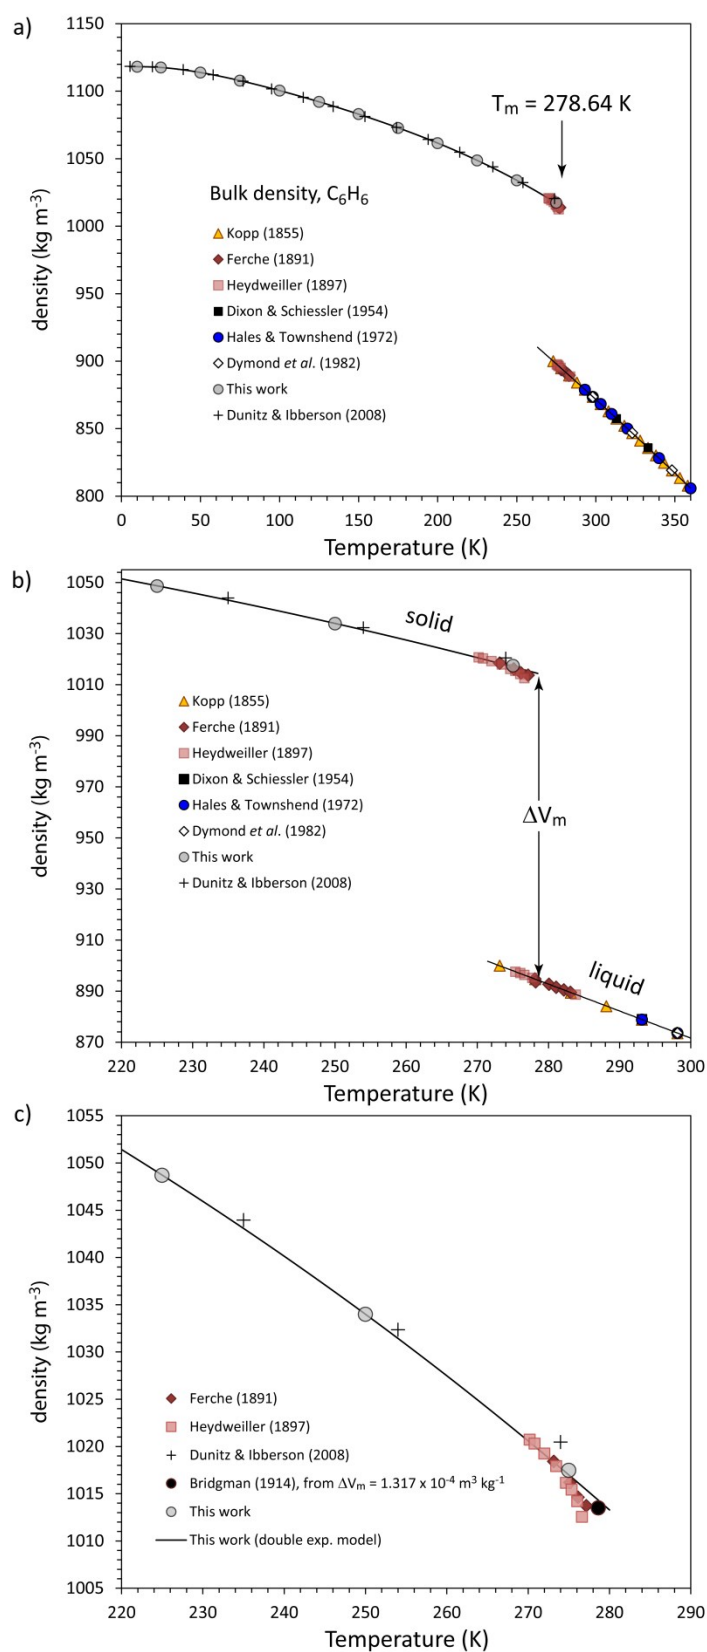 a)
1150
1100
1050
1000
950
900
850
800
density (kg m⁻³)
Tₘ = 278.64 K
Bulk density, C₆H₆
Kopp (1855)
Ferche (1891)
Heydweiller (1897)
Dixon & Schiessler (1954)
Hales & Townshend (1972)
Dymond et al. (1982)
This work
Dunitz & Ibberson (2008)
0 50 100 150 200 250 300 350
Temperature (K)
b)
1050
1030
1010
990
970
950
930
910
890
870
density (kg m⁻³)
solid
Kopp (1855)
Ferche (1891)
Heydweiller (1897)
Dixon & Schiessler (1954)
Hales & Townshend (1972)
Dymond et al. (1982)
This work
Dunitz & Ibberson (2008)
ΔVₘ
liquid
220 230 240 250 260 270 280 290 300
Temperature (K)
c)
1055
1050
1045
1040
1035
1030
1025
1020
1015
1010
1005
density (kg m⁻³)
Ferche (1891)
Heydweiller (1897)
Dunitz & Ibberson (2008)
Bridgman (1914), from ΔVₘ = 1.317 x 10⁻⁴ m³ kg⁻¹
This work
This work (double exp. model)
220 230 240 250 260 270 280 290
Temperature (K)